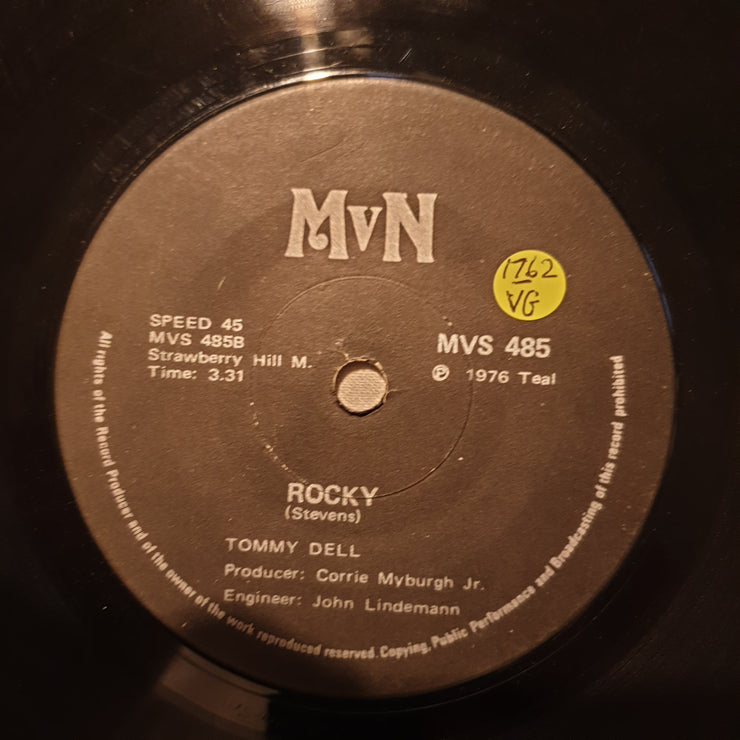 MvN
1762
VG
SPEED 45
MVS 485B
Strawberry Hill M.
Time: 3.31
MVS 485
℗ 1976 Teal
ROCKY
(Stevens)
TOMMY DELL
Producer: Corrie Myburgh Jr.
Engineer: John Lindemann
All rights of the Record Producer and of the owner of the work reproduced reserved. Copying, Public Performance and Broadcasting of this record prohibited